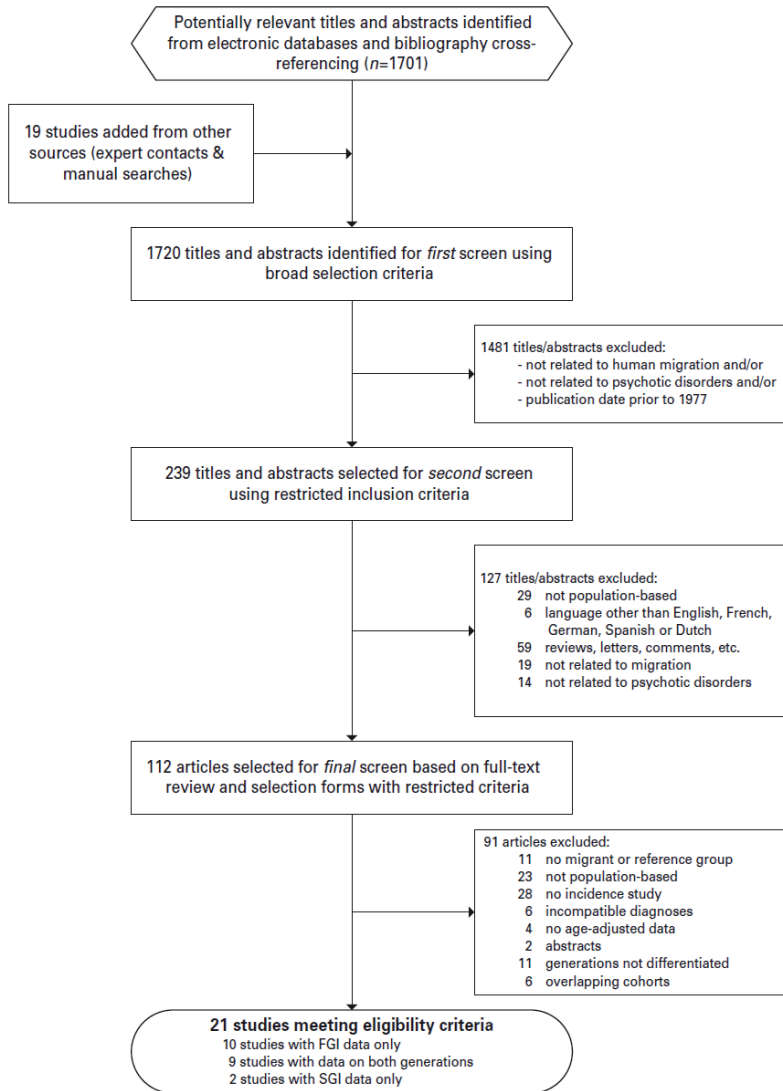 Potentially relevant titles and abstracts identified
from electronic databases and bibliography cross-
referencing (n=1701)
19 studies added from other
sources (expert contacts &
manual searches)
1720 titles and abstracts identified for first screen using
broad selection criteria
1481 titles/abstracts excluded:
- not related to human migration and/or
- not related to psychotic disorders and/or
- publication date prior to 1977
239 titles and abstracts selected for second screen
using restricted inclusion criteria
127 titles/abstracts excluded:
29 not population-based
6 language other than English, French,
German, Spanish or Dutch
59 reviews, letters, comments, etc.
19 not related to migration
14 not related to psychotic disorders
112 articles selected for final screen based on full-text
review and selection forms with restricted criteria
91 articles excluded:
11 no migrant or reference group
23 not population-based
28 no incidence study
6 incompatible diagnoses
4 no age-adjusted data
2 abstracts
11 generations not differentiated
6 overlapping cohorts
21 studies meeting eligibility criteria
10 studies with FGI data only
9 studies with data on both generations
2 studies with SGI data only